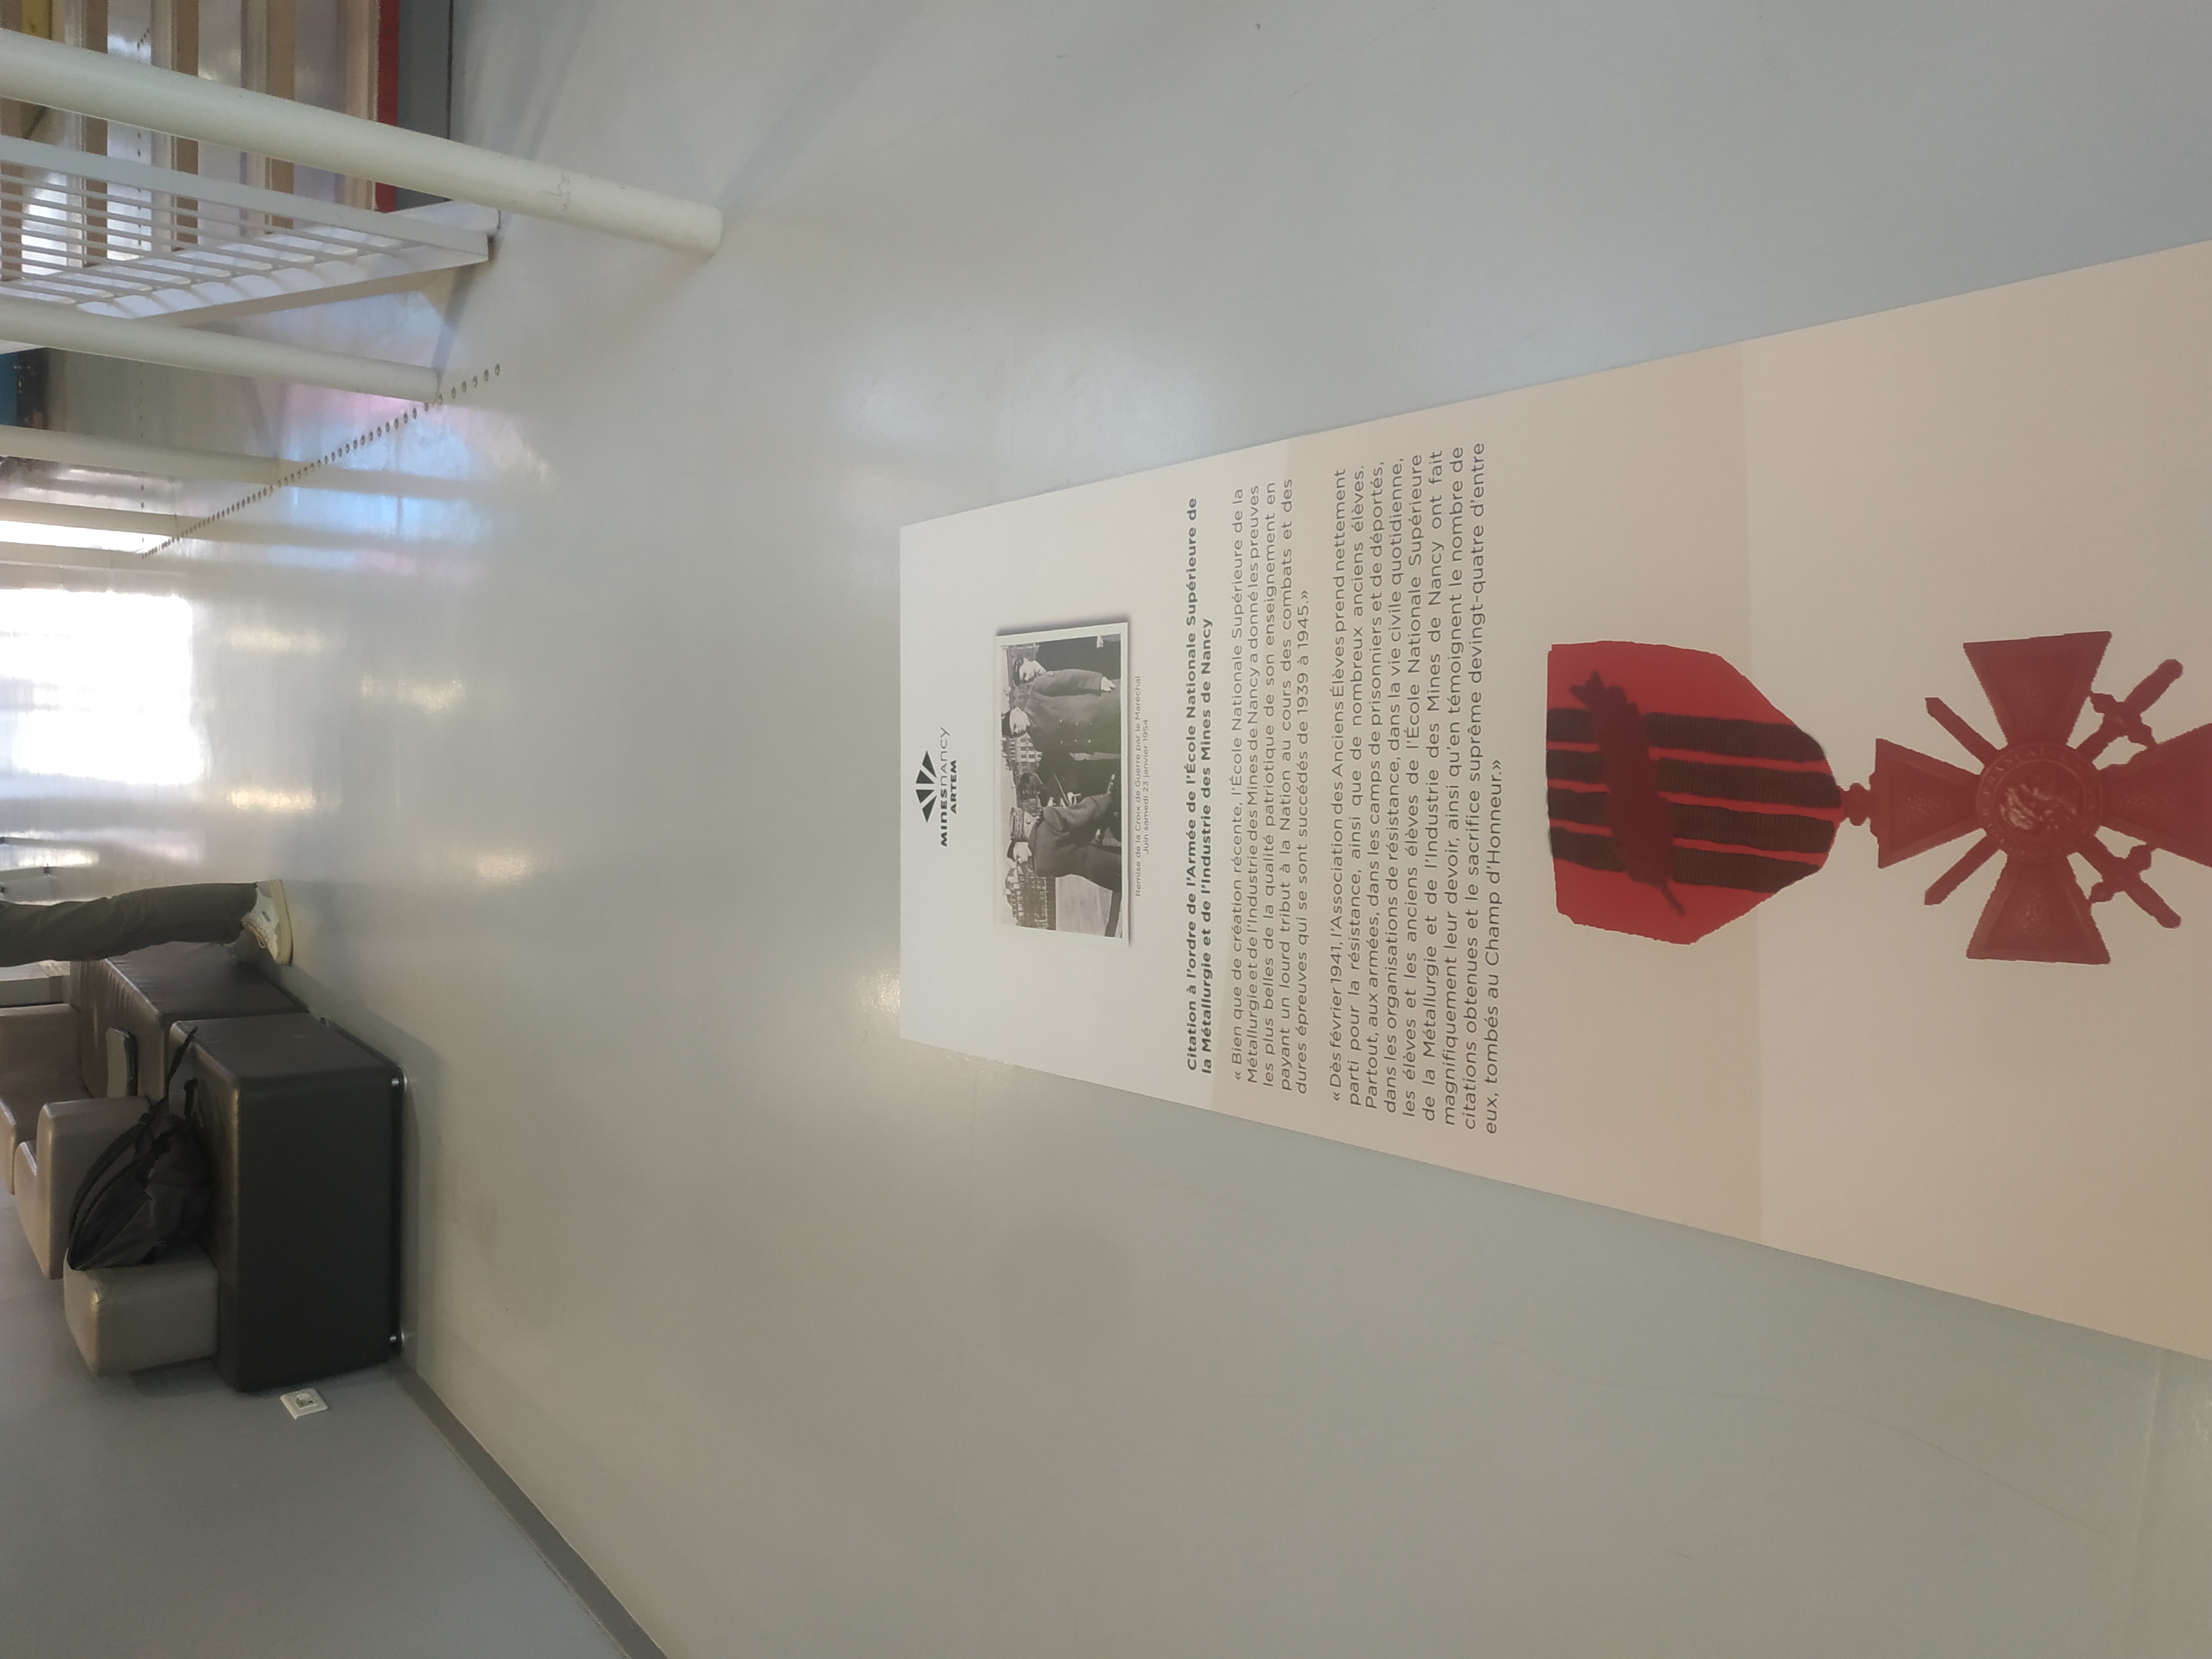 MINESNANCY
ARTEM
Remise de la Croix de Guerre par le Maréchal
Juin samedi 23 janvier 1954
Citation à l'ordre de l'Armée de l'École Nationale Supérieure de
la Métallurgie et de l'Industrie des Mines de Nancy
« Bien que de création récente, l'École Nationale Supérieure de la
Métallurgie et de l'Industrie des Mines de Nancy a donné les preuves
les plus belles de la qualité patriotique de son enseignement en
payant un lourd tribut à la Nation au cours des combats et des
dures épreuves qui se sont succédés de 1939 à 1945.»
« Dès février 1941, l'Association des Anciens Élèves prend nettement
parti pour la résistance, ainsi que de nombreux anciens élèves.
Partout, aux armées, dans les camps de prisonniers et de déportés,
dans les organisations de résistance, dans la vie civile quotidienne,
les élèves et les anciens élèves de l'École Nationale Supérieure
de la Métallurgie et de l'Industrie des Mines de Nancy ont fait
magnifiquement leur devoir, ainsi qu'en témoignent le nombre de
citations obtenues et le sacrifice suprême devingt-quatre d'entre
eux, tombés au Champ d'Honneur.»